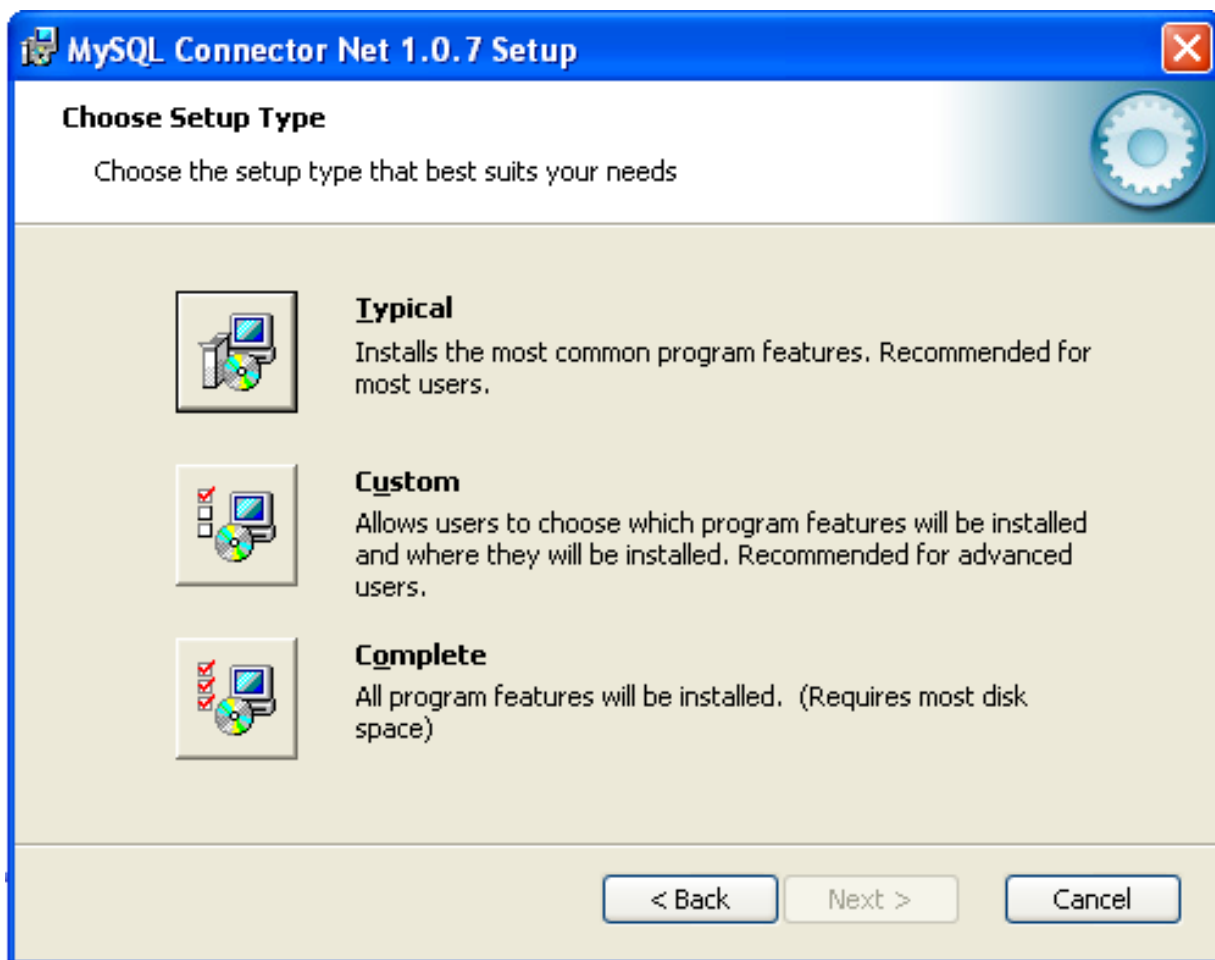 MySQL Connector Net 1.0.7 Setup
Choose Setup Type
Choose the setup type that best suits your needs
Typical
Installs the most common program features. Recommended for
most users.
Custom
Allows users to choose which program features will be installed
and where they will be installed. Recommended for advanced
users.
Complete
All program features will be installed.  (Requires most disk
space)
< Back
Next >
Cancel